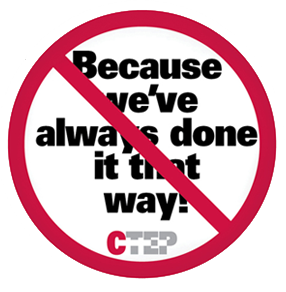 Because
we've
always done
it that
way!
CTEP